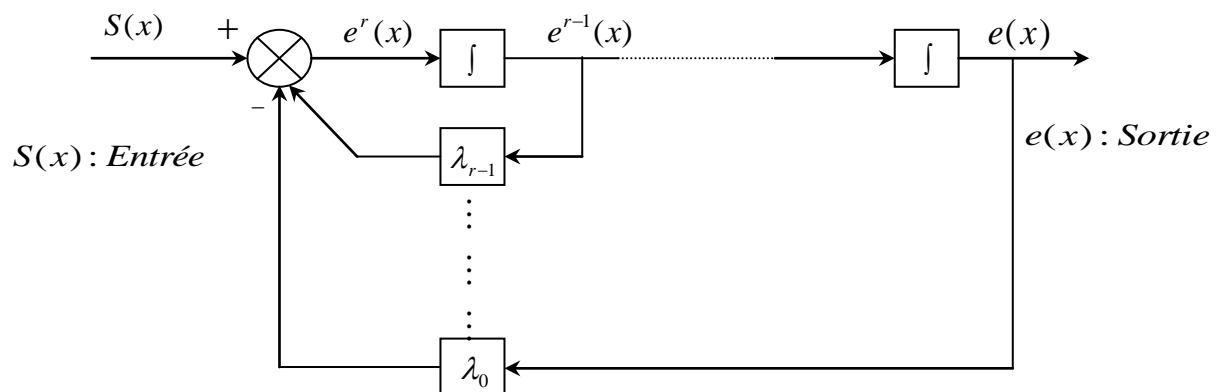 S(x)
+
e^r(x)
∫
e^{r-1}(x)
∫
e(x)
−
S(x) : Entrée
λ_{r-1}
e(x) : Sortie
λ_0